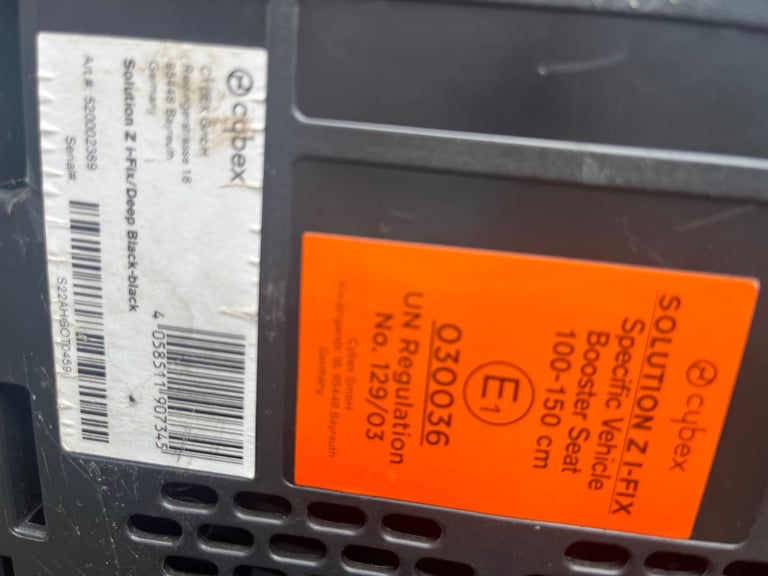 cybex
CYBEX GmbH
Riedingerstrasse 18
95448 Bayreuth
Germany
Solution Z i-Fix/Deep Black-black
Art.#: 520002389
4 058511 907345
Serial#:
S22AH6OT0459
cybex
SOLUTION Z I-FIX
Specific Vehicle
Booster Seat
100-150 cm
E1
030036
UN Regulation
No. 129/03
Cybex GmbH
Riedingerstr. 18, 95448 Bayreuth
Germany